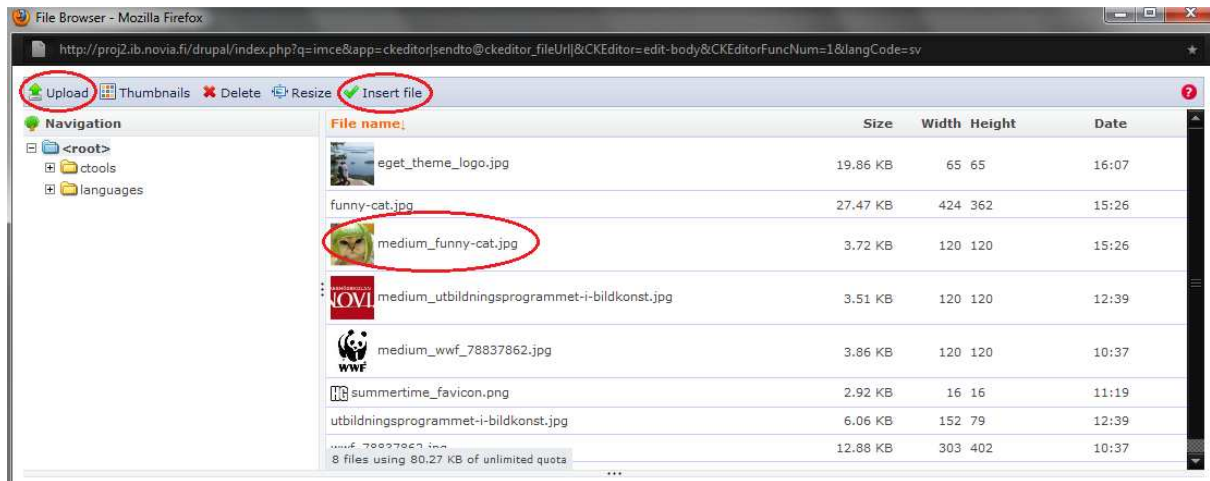 File Browser - Mozilla Firefox
http://proj2.ib.novia.fi/drupal/index.php?q=imce&app=ckeditor|sendto@ckeditor_fileUrl|&CKEditor=edit-body&CKEditorFuncNum=1&langCode=sv
Upload Thumbnails Delete Resize Insert file
Navigation File name Size Width Height Date
<root>
ctools
languages
eget_theme_logo.jpg 19.86 KB 65 65 16:07
funny-cat.jpg 27.47 KB 424 362 15:26
medium_funny-cat.jpg 3.72 KB 120 120 15:26
NOVI medium_utbildningsprogrammet-i-bildkonst.jpg 3.51 KB 120 120 12:39
WWF medium_wwf_78837862.jpg 3.86 KB 120 120 10:37
summertime_favicon.png 2.92 KB 16 16 11:19
utbildningsprogrammet-i-bildkonst.jpg 6.06 KB 152 79 12:39
wwf_78837862.jpg 12.88 KB 303 402 10:37
8 files using 80.27 KB of unlimited quota